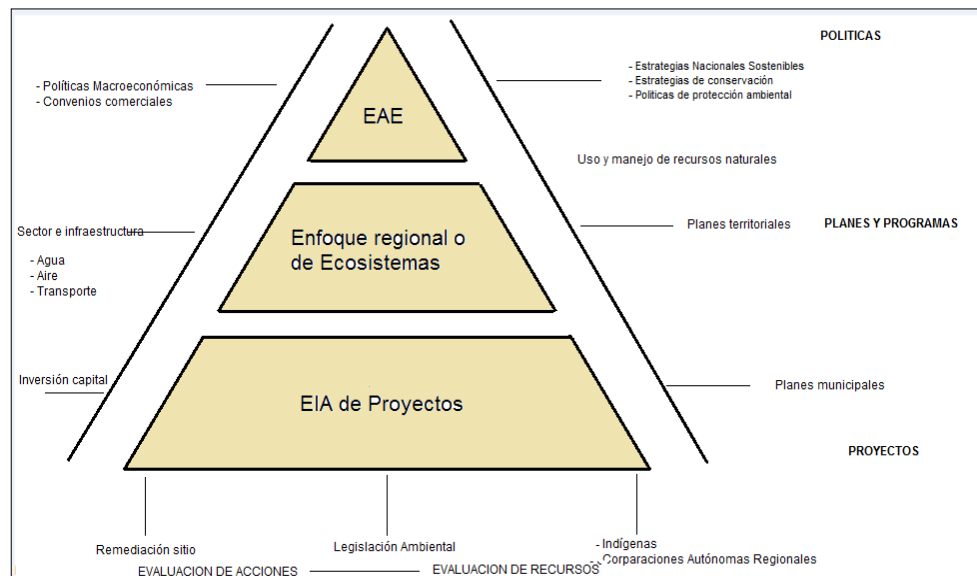 POLITICAS
- Políticas Macroeconómicas
- Convenios comerciales
- Estrategias Nacionales Sostenibles
- Estrategias de conservación
- Politicas de protección ambiental
EAE
Uso y manejo de recursos naturales
Sector e infraestructura
- Agua
- Aire
- Transporte
Enfoque regional o
de Ecosistemas
Planes territoriales
PLANES Y PROGRAMAS
Inversión capital
EIA de Proyectos
Planes municipales
PROYECTOS
Remediación sitio
Legislación Ambiental
- Indígenas
- Corparaciones Autónomas Regionales
EVALUACION DE ACCIONES
EVALUACION DE RECURSOS